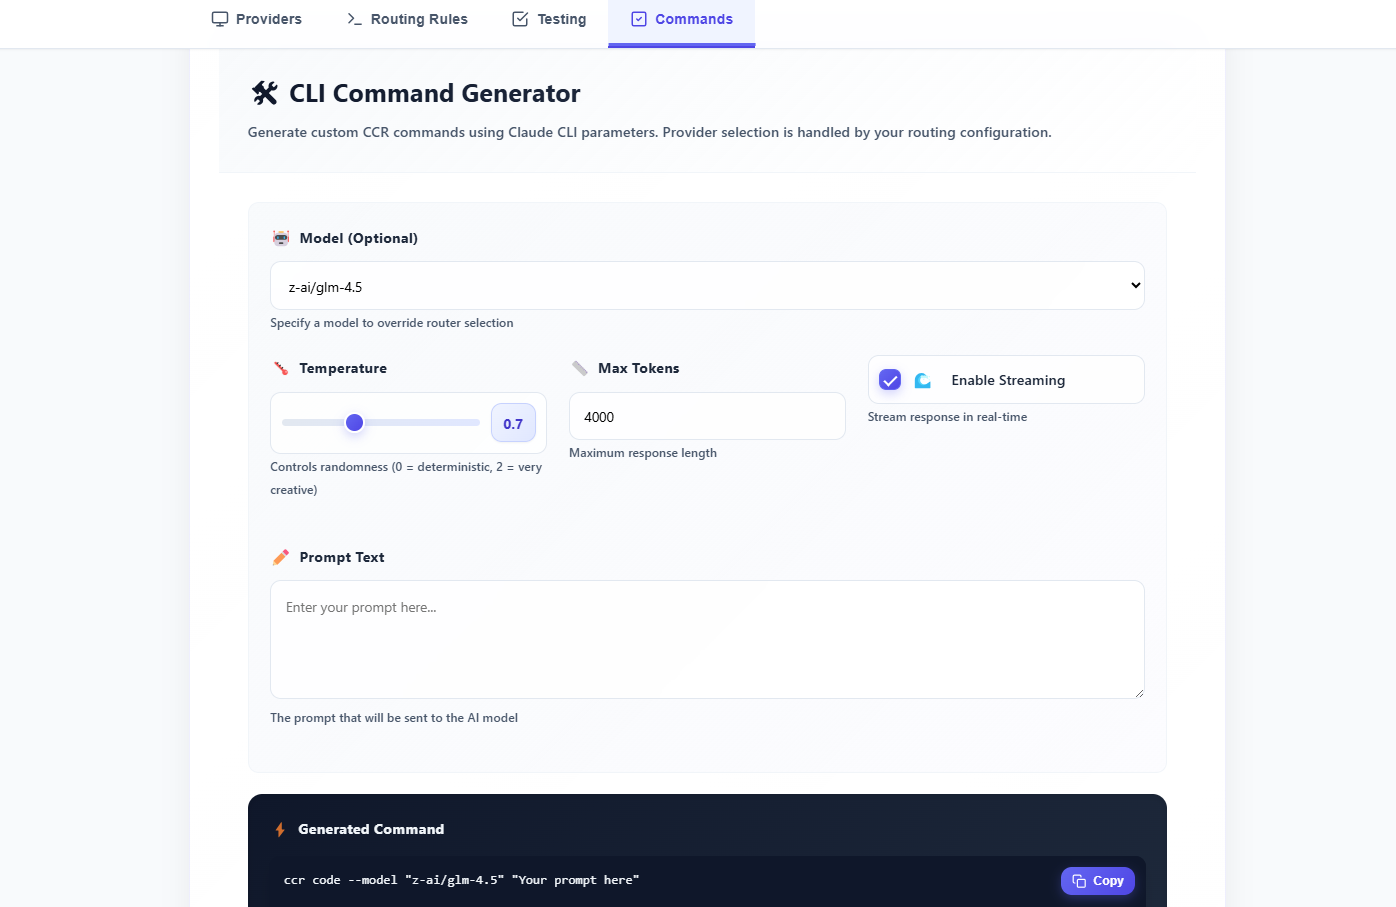 Providers
Routing Rules
Testing
Commands
CLI Command Generator
Generate custom CCR commands using Claude CLI parameters. Provider selection is handled by your routing configuration.
Model (Optional)
z-ai/glm-4.5
Specify a model to override router selection
Temperature
0.7
Controls randomness (0 = deterministic, 2 = very
creative)
Max Tokens
4000
Maximum response length
Enable Streaming
Stream response in real-time
Prompt Text
Enter your prompt here...
The prompt that will be sent to the AI model
Generated Command
ccr code --model "z-ai/glm-4.5" "Your prompt here"
Copy